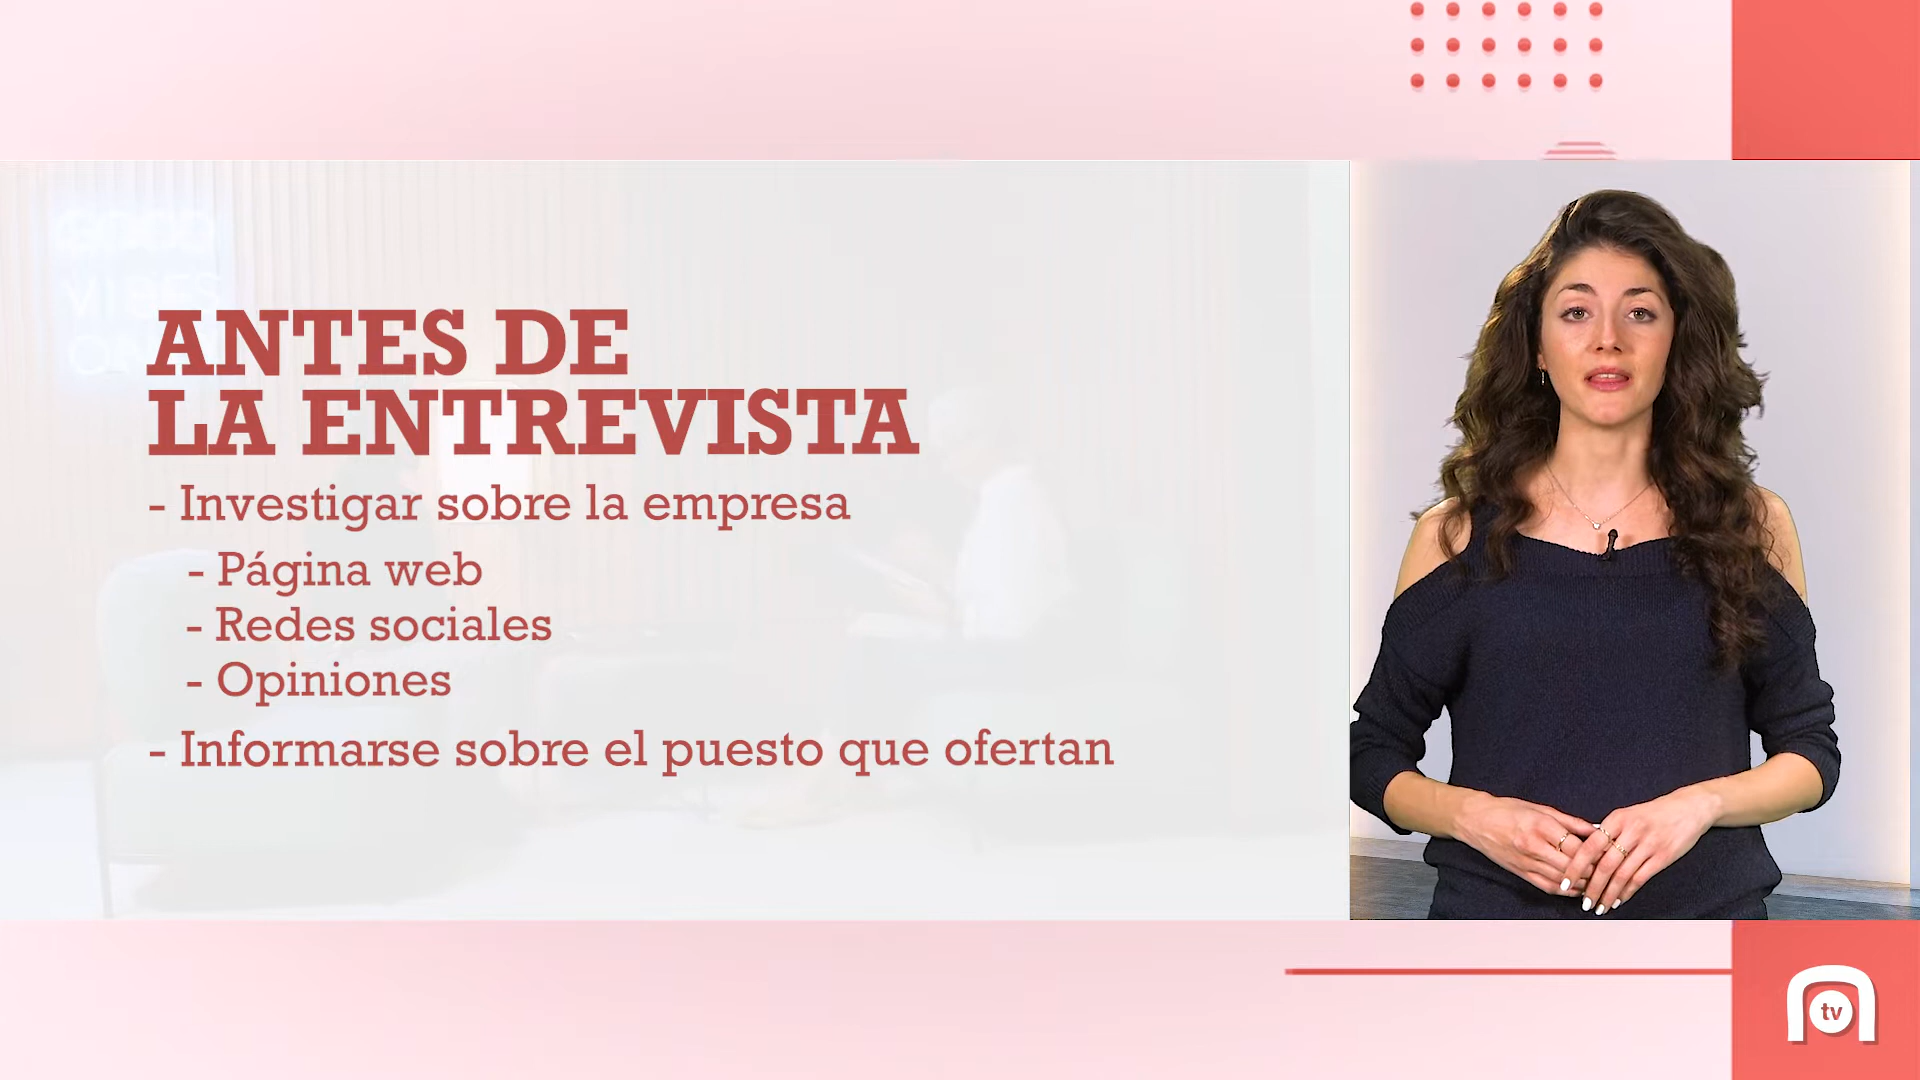 ANTES DE
LA ENTREVISTA
- Investigar sobre la empresa
- Página web
- Redes sociales
- Opiniones
- Informarse sobre el puesto que ofertan
tv